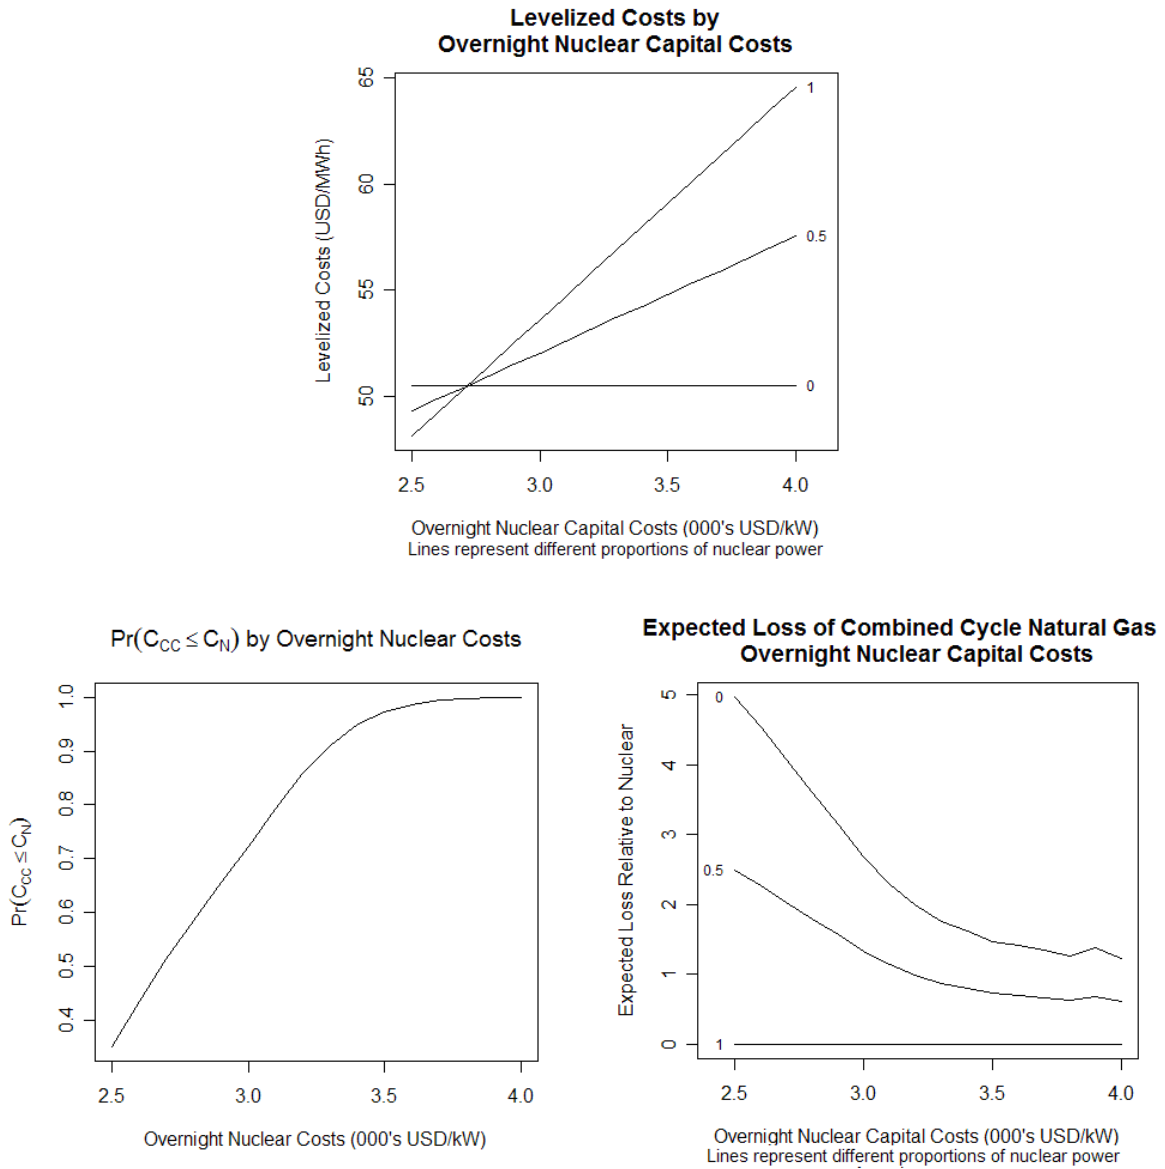 Levelized Costs by
Overnight Nuclear Capital Costs
65
60
55
50
Levelized Costs (USD/MWh)
1
0.5
0
2.5 3.0 3.5 4.0
Overnight Nuclear Capital Costs (000's USD/kW)
Lines represent different proportions of nuclear power
Pr(C_CC ≤ C_N) by Overnight Nuclear Costs
1.0
0.9
0.8
0.7
0.6
0.5
0.4
Pr(C_CC ≤ C_N)
2.5 3.0 3.5 4.0
Overnight Nuclear Costs (000's USD/kW)
Expected Loss of Combined Cycle Natural Gas
Overnight Nuclear Capital Costs
5
4
3
2
1
0
Expected Loss Relative to Nuclear
0
0.5
1
2.5 3.0 3.5 4.0
Overnight Nuclear Capital Costs (000's USD/kW)
Lines represent different proportions of nuclear power